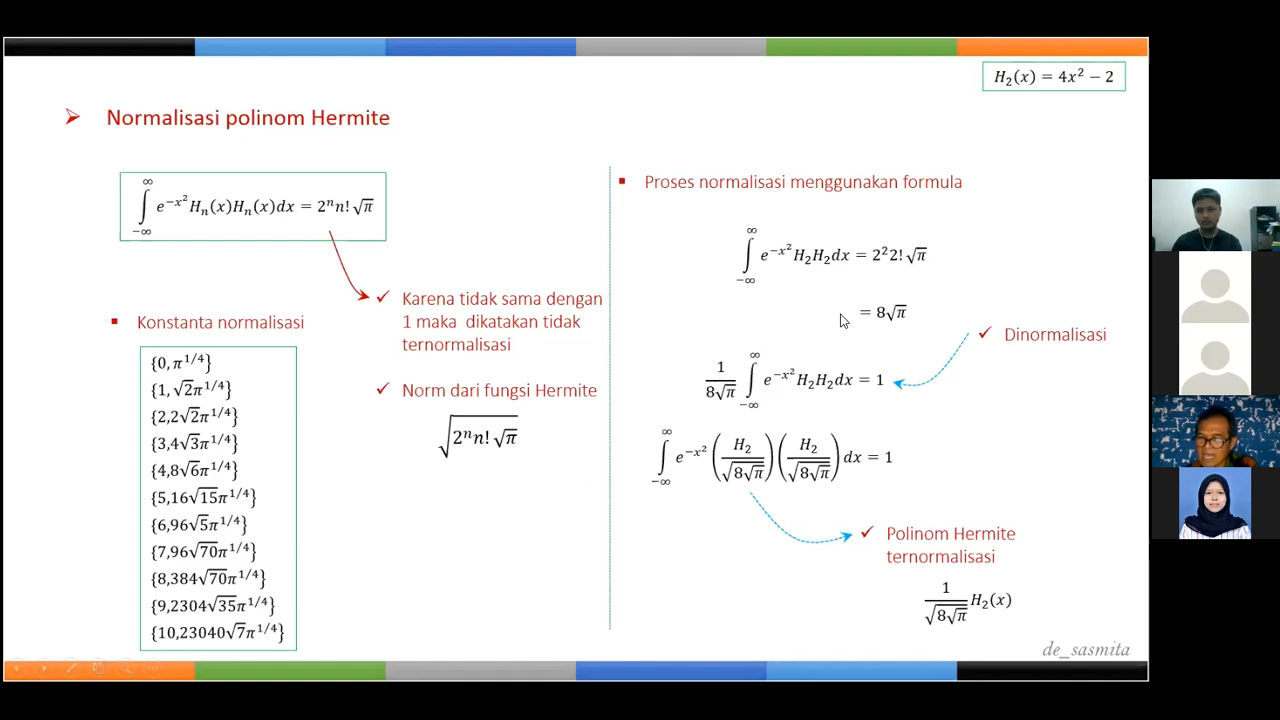 H₂(x) = 4x² − 2
➢ Normalisasi polinom Hermite
∫_{−∞}^{∞} e^{−x²} Hₙ(x)Hₙ(x)dx = 2ⁿn!√π
▪ Konstanta normalisasi
{0, π^{1/4}}
{1, √2π^{1/4}}
{2,2√2π^{1/4}}
{3,4√3π^{1/4}}
{4,8√6π^{1/4}}
{5,16√15π^{1/4}}
{6,96√5π^{1/4}}
{7,96√70π^{1/4}}
{8,384√70π^{1/4}}
{9,2304√35π^{1/4}}
{10,23040√7π^{1/4}}
✓ Karena tidak sama dengan
1 maka dikatakan tidak
ternormalisasi
✓ Norm dari fungsi Hermite
√(2ⁿn!√π)
▪ Proses normalisasi menggunakan formula
∫_{−∞}^{∞} e^{−x²} H₂H₂dx = 2²2!√π
= 8√π
✓ Dinormalisasi
1/(8√π) ∫_{−∞}^{∞} e^{−x²} H₂H₂dx = 1
∫_{−∞}^{∞} e^{−x²} (H₂/√(8√π)) (H₂/√(8√π)) dx = 1
✓ Polinom Hermite
ternormalisasi
1/√(8√π) H₂(x)
de_sasmita